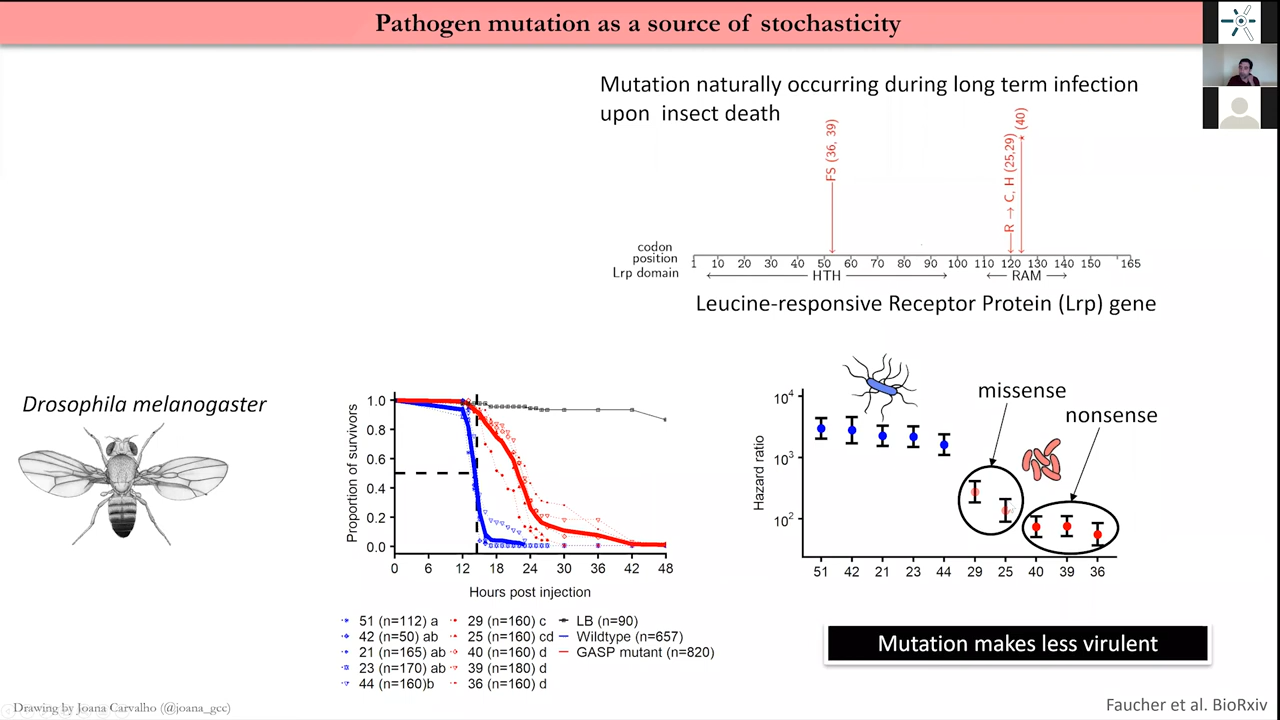 Pathogen mutation as a source of stochasticity
Mutation naturally occurring during long term infection
upon insect death
FS (36, 39)
R → C, H (25,29)
* (40)
codon
position
1 10 20 30 40 50 60 70 80 90 100 110 120 130 140 150 165
Lrp domain
HTH
RAM
Leucine-responsive Receptor Protein (Lrp) gene
Drosophila melanogaster
Proportion of survivors
1.0
0.8
0.6
0.4
0.2
0.0
0 6 12 18 24 30 36 42 48
Hours post injection
51 (n=112) a
42 (n=50) ab
21 (n=165) ab
23 (n=170) ab
44 (n=160)b
29 (n=160) c
25 (n=160) cd
40 (n=160) d
39 (n=180) d
36 (n=160) d
LB (n=90)
Wildtype (n=657)
GASP mutant (n=820)
Hazard ratio
10^4
10^3
10^2
missense
nonsense
51 42 21 23 44 29 25 40 39 36
Mutation makes less virulent
Drawing by Joana Carvalho (@joana_gcc)
Faucher et al. BioRxiv